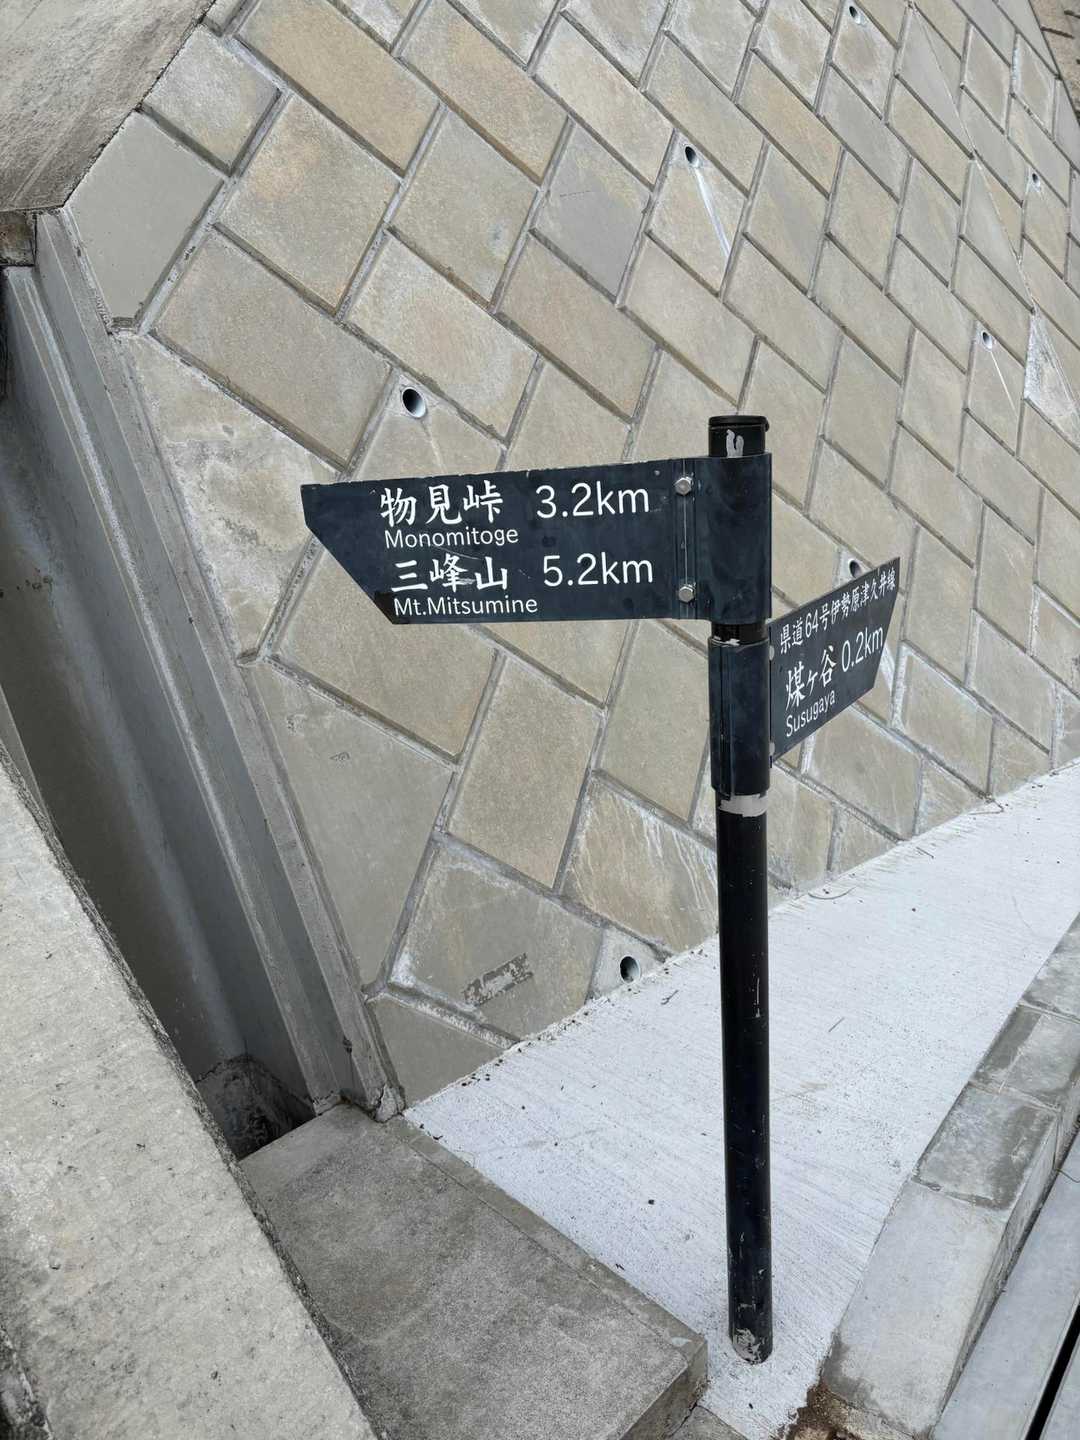 物見峠 3.2km
Monomitoge
三峰山 5.2km
Mt.Mitsumine
県道64号伊勢原津久井線
煤ヶ谷 0.2km
Susugaya